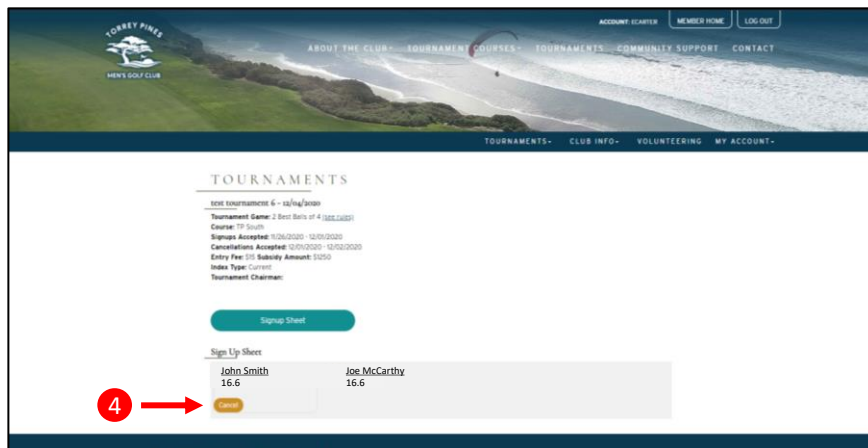 TORREY PINES
MEN'S GOLF CLUB
ACCOUNT: ECARTER MEMBER HOME LOG OUT
ABOUT THE CLUB TOURNAMENT COURSES TOURNAMENTS COMMUNITY SUPPORT CONTACT
TOURNAMENTS CLUB INFO VOLUNTEERING MY ACCOUNT
TOURNAMENTS
test tournament 6 - 12/04/2020
Tournament Game: 2 Best Balls of 4 (see rules)
Course: TP South
Signups Accepted: 11/26/2020 - 12/01/2020
Cancellations Accepted: 12/01/2020 - 12/02/2020
Entry Fee: $15 Subsidy Amount: $1250
Index Type: Current
Tournament Chairman:
Signup Sheet
Sign Up Sheet
John Smith Joe McCarthy
16.6 16.6
4 Cancel